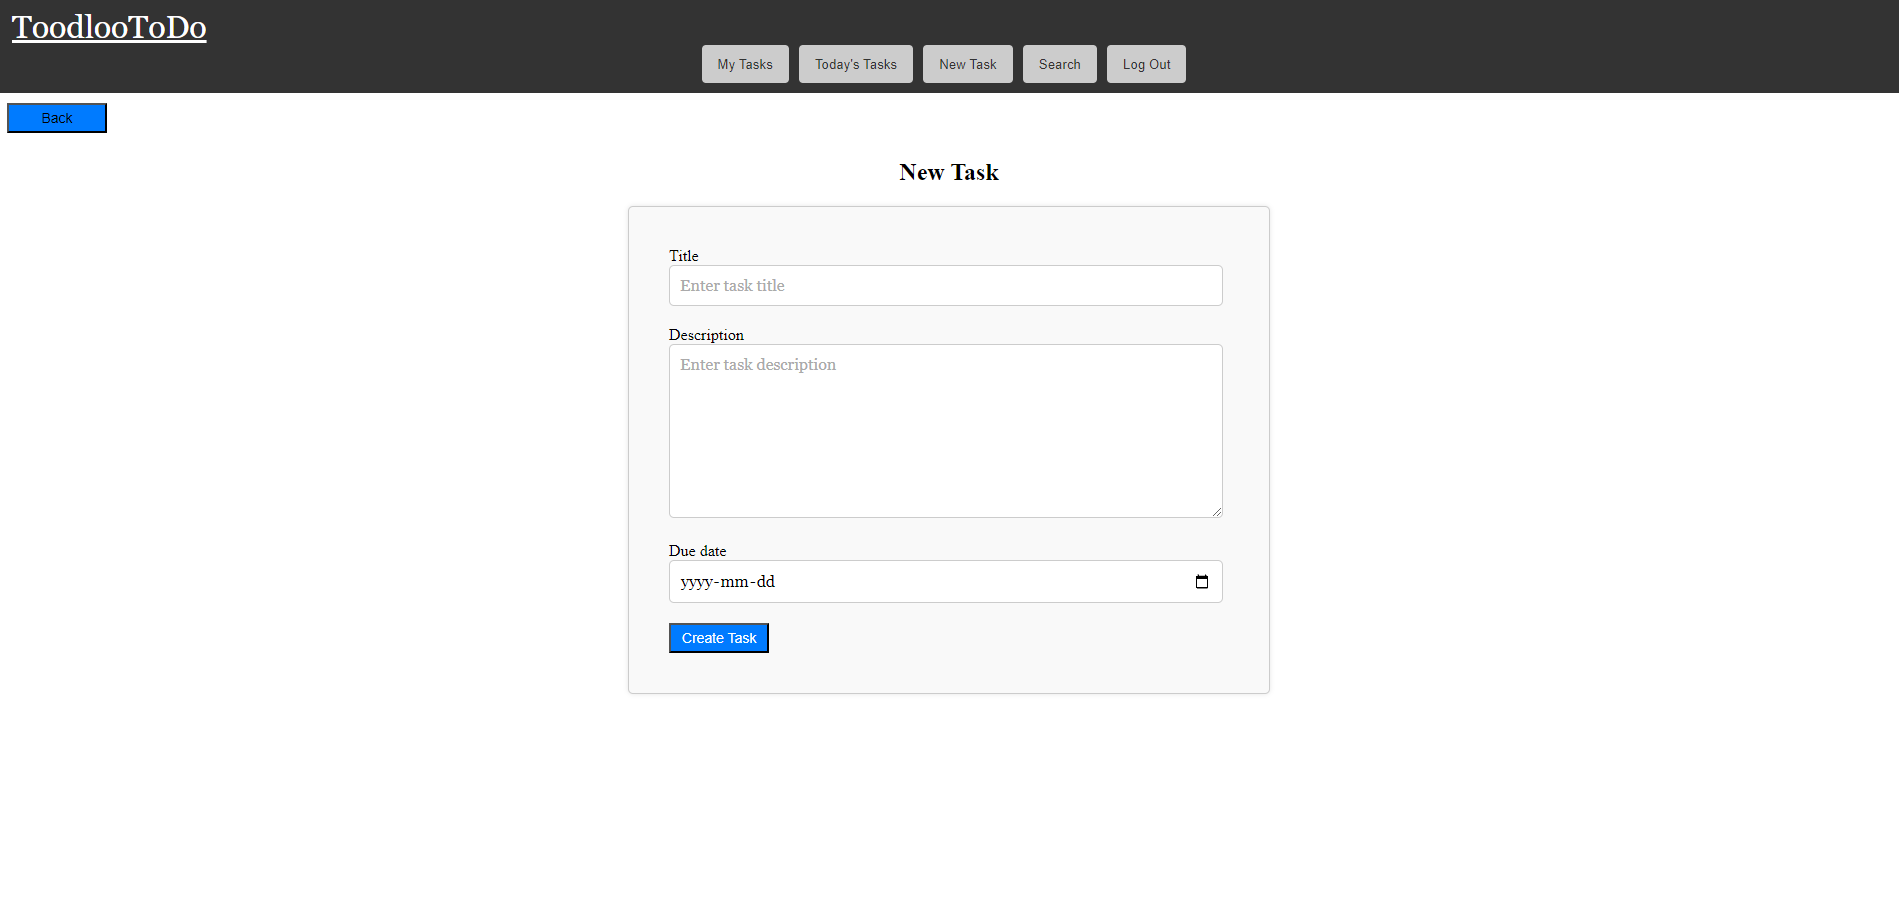 ToodlooToDo
My Tasks Today's Tasks New Task Search Log Out
Back
New Task
Title
Enter task title
Description
Enter task description
Due date
yyyy-mm-dd
Create Task